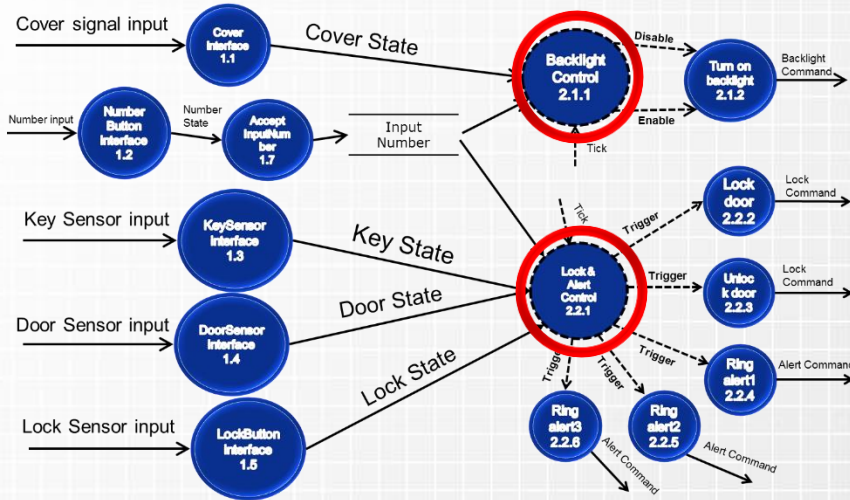 Cover signal input
Cover
Interface
1.1
Cover State
Backlight
Control
2.1.1
Disable
Enable
Tick
Turn on
backlight
2.1.2
Backlight
Command
Number input
Number
Button
Interface
1.2
Number
State
Accept
InputNum
ber
1.7
Input
Number
Key Sensor input
KeySensor
Interface
1.3
Key State
Tick
Lock &
Alert
Control
2.2.1
Trigger
Lock
door
2.2.2
Lock
Command
Trigger
Unloc
k door
2.2.3
Lock
Command
Door Sensor input
DoorSensor
Interface
1.4
Door State
Trigger
Ring
alert1
2.2.4
Alert Command
Lock Sensor input
LockButton
Interface
1.5
Lock State
Trigger
Ring
alert3
2.2.6
Alert Command
Trigger
Ring
alert2
2.2.5
Alert Command